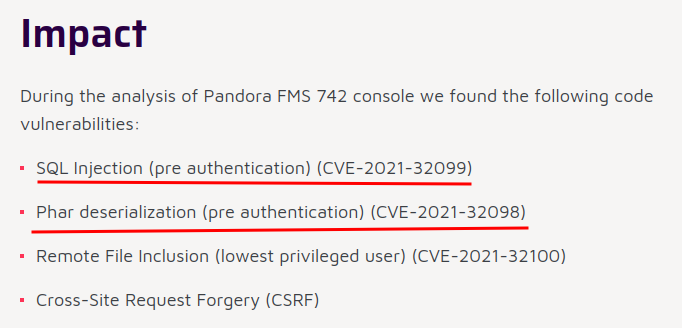 Impact
During the analysis of Pandora FMS 742 console we found the following code
vulnerabilities:
SQL Injection (pre authentication) (CVE-2021-32099)
Phar deserialization (pre authentication) (CVE-2021-32098)
Remote File Inclusion (lowest privileged user) (CVE-2021-32100)
Cross-Site Request Forgery (CSRF)